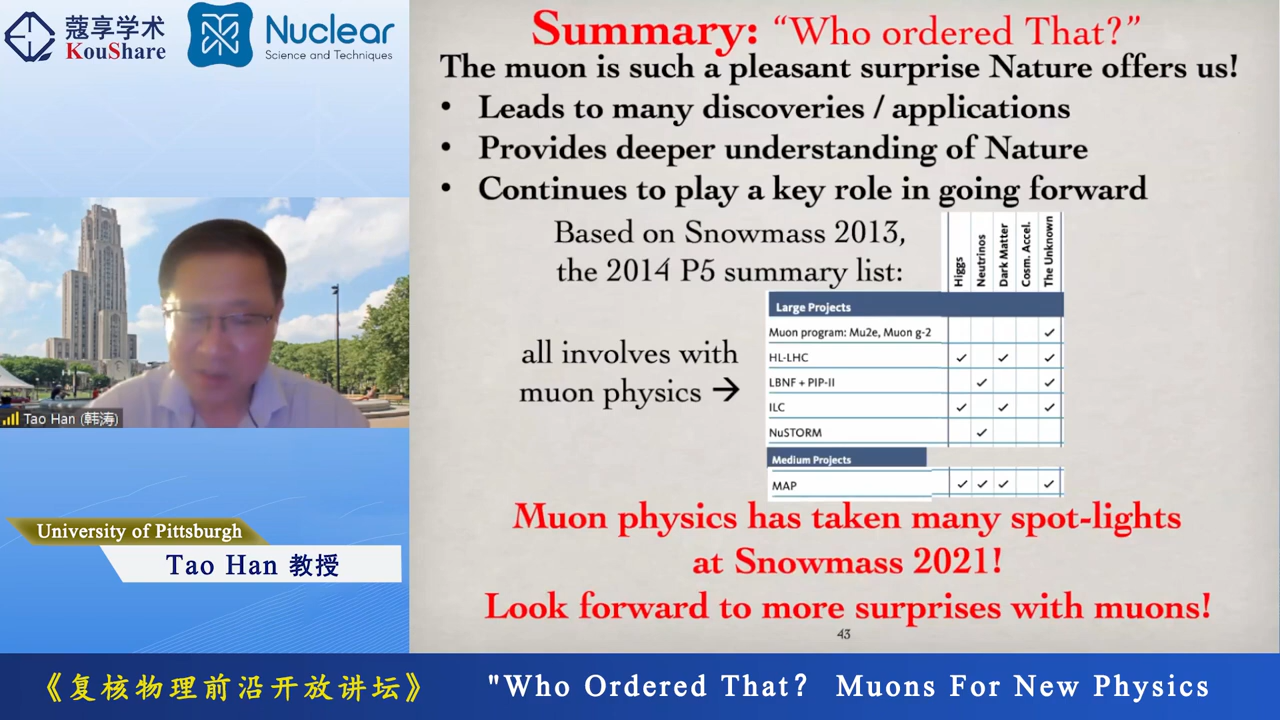 蔻享学术
KouShare
Nuclear
Science and Techniques
Summary: “Who ordered That?”
The muon is such a pleasant surprise Nature offers us!
• Leads to many discoveries / applications
• Provides deeper understanding of Nature
• Continues to play a key role in going forward
Based on Snowmass 2013,
the 2014 P5 summary list:
all involves with
muon physics →
Higgs
Neutrinos
Dark Matter
Cosm. Accel.
The Unknown
Large Projects
Muon program: Mu2e, Muon g-2 ✓
HL-LHC ✓ ✓ ✓
LBNF + PIP-II ✓ ✓
ILC ✓ ✓ ✓
NuSTORM ✓
Medium Projects
MAP ✓ ✓ ✓ ✓
Muon physics has taken many spot-lights
at Snowmass 2021!
Look forward to more surprises with muons!
43
Tao Han (韩涛)
University of Pittsburgh
Tao Han 教授
《复核物理前沿开放讲坛》
"Who Ordered That? Muons For New Physics